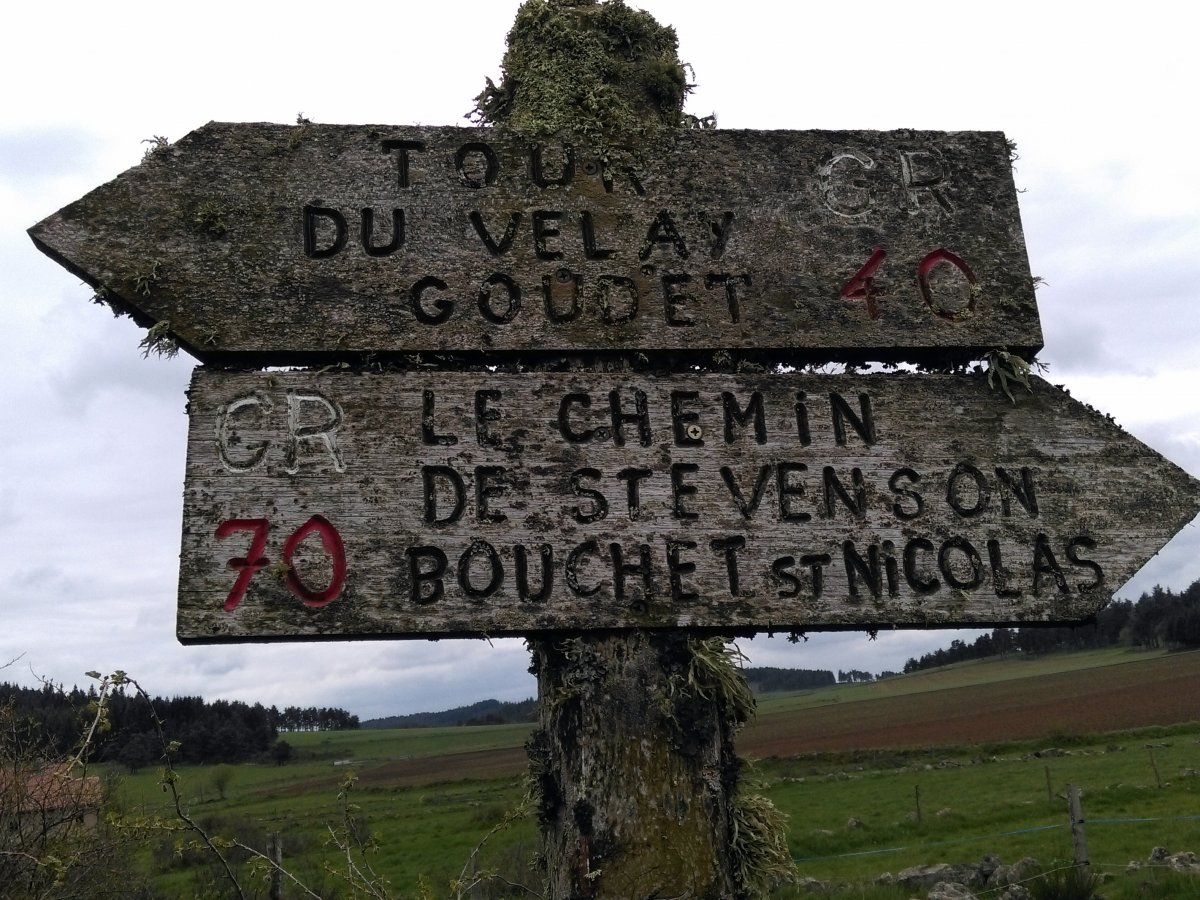 TOUR
DU VELAY
GOUDET
GR
40
GR
70
LE CHEMiN
DE STEVENSON
BOUCHET ST NiCOLAS